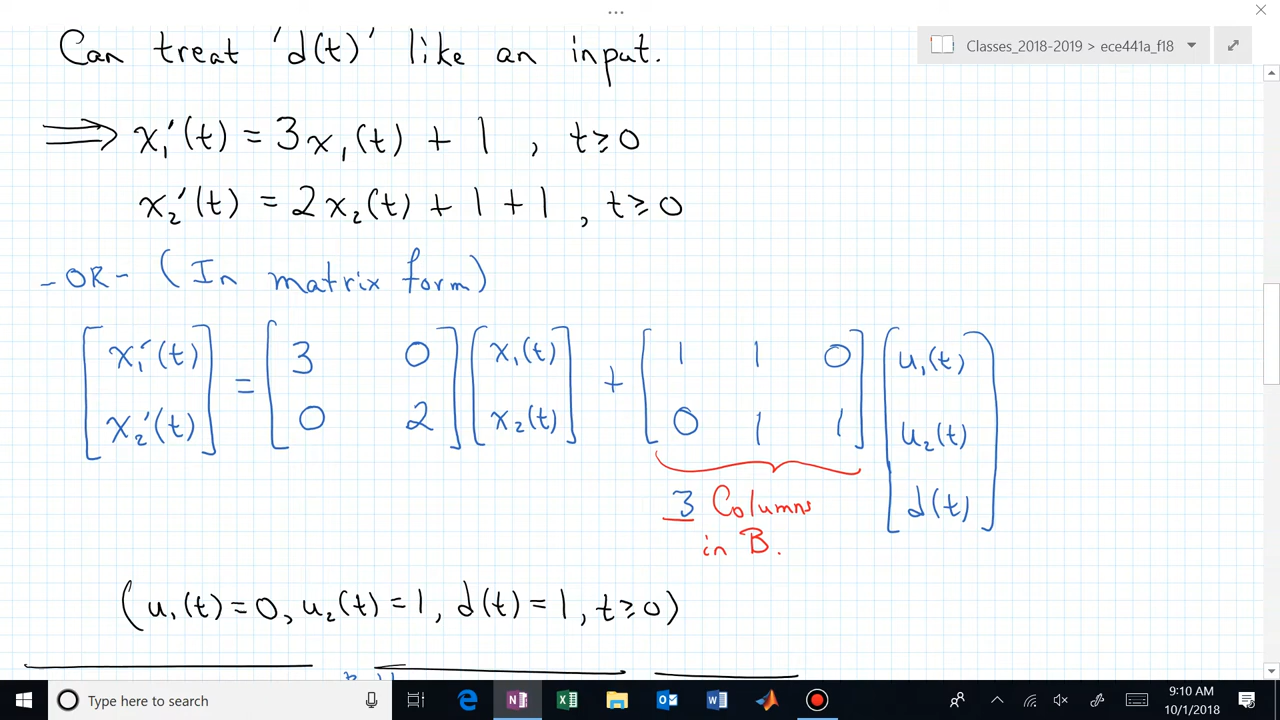 Can treat 'd(t)' like an input.
Classes_2018-2019 > ece441a_f18
⟹ x₁'(t) = 3x₁(t) + 1 , t ≥ 0
x₂'(t) = 2x₂(t) + 1 + 1 , t ≥ 0
- OR - (In matrix form)
[x₁'(t)] = [3 0] [x₁(t)] + [1 1 0] [u₁(t)]
[x₂'(t)] [0 2] [x₂(t)] [0 1 1] [u₂(t)]
[d(t)]
3 Columns
in B.
(u₁(t) = 0, u₂(t) = 1, d(t) = 1, t ≥ 0)
Type here to search
9:10 AM
10/1/2018